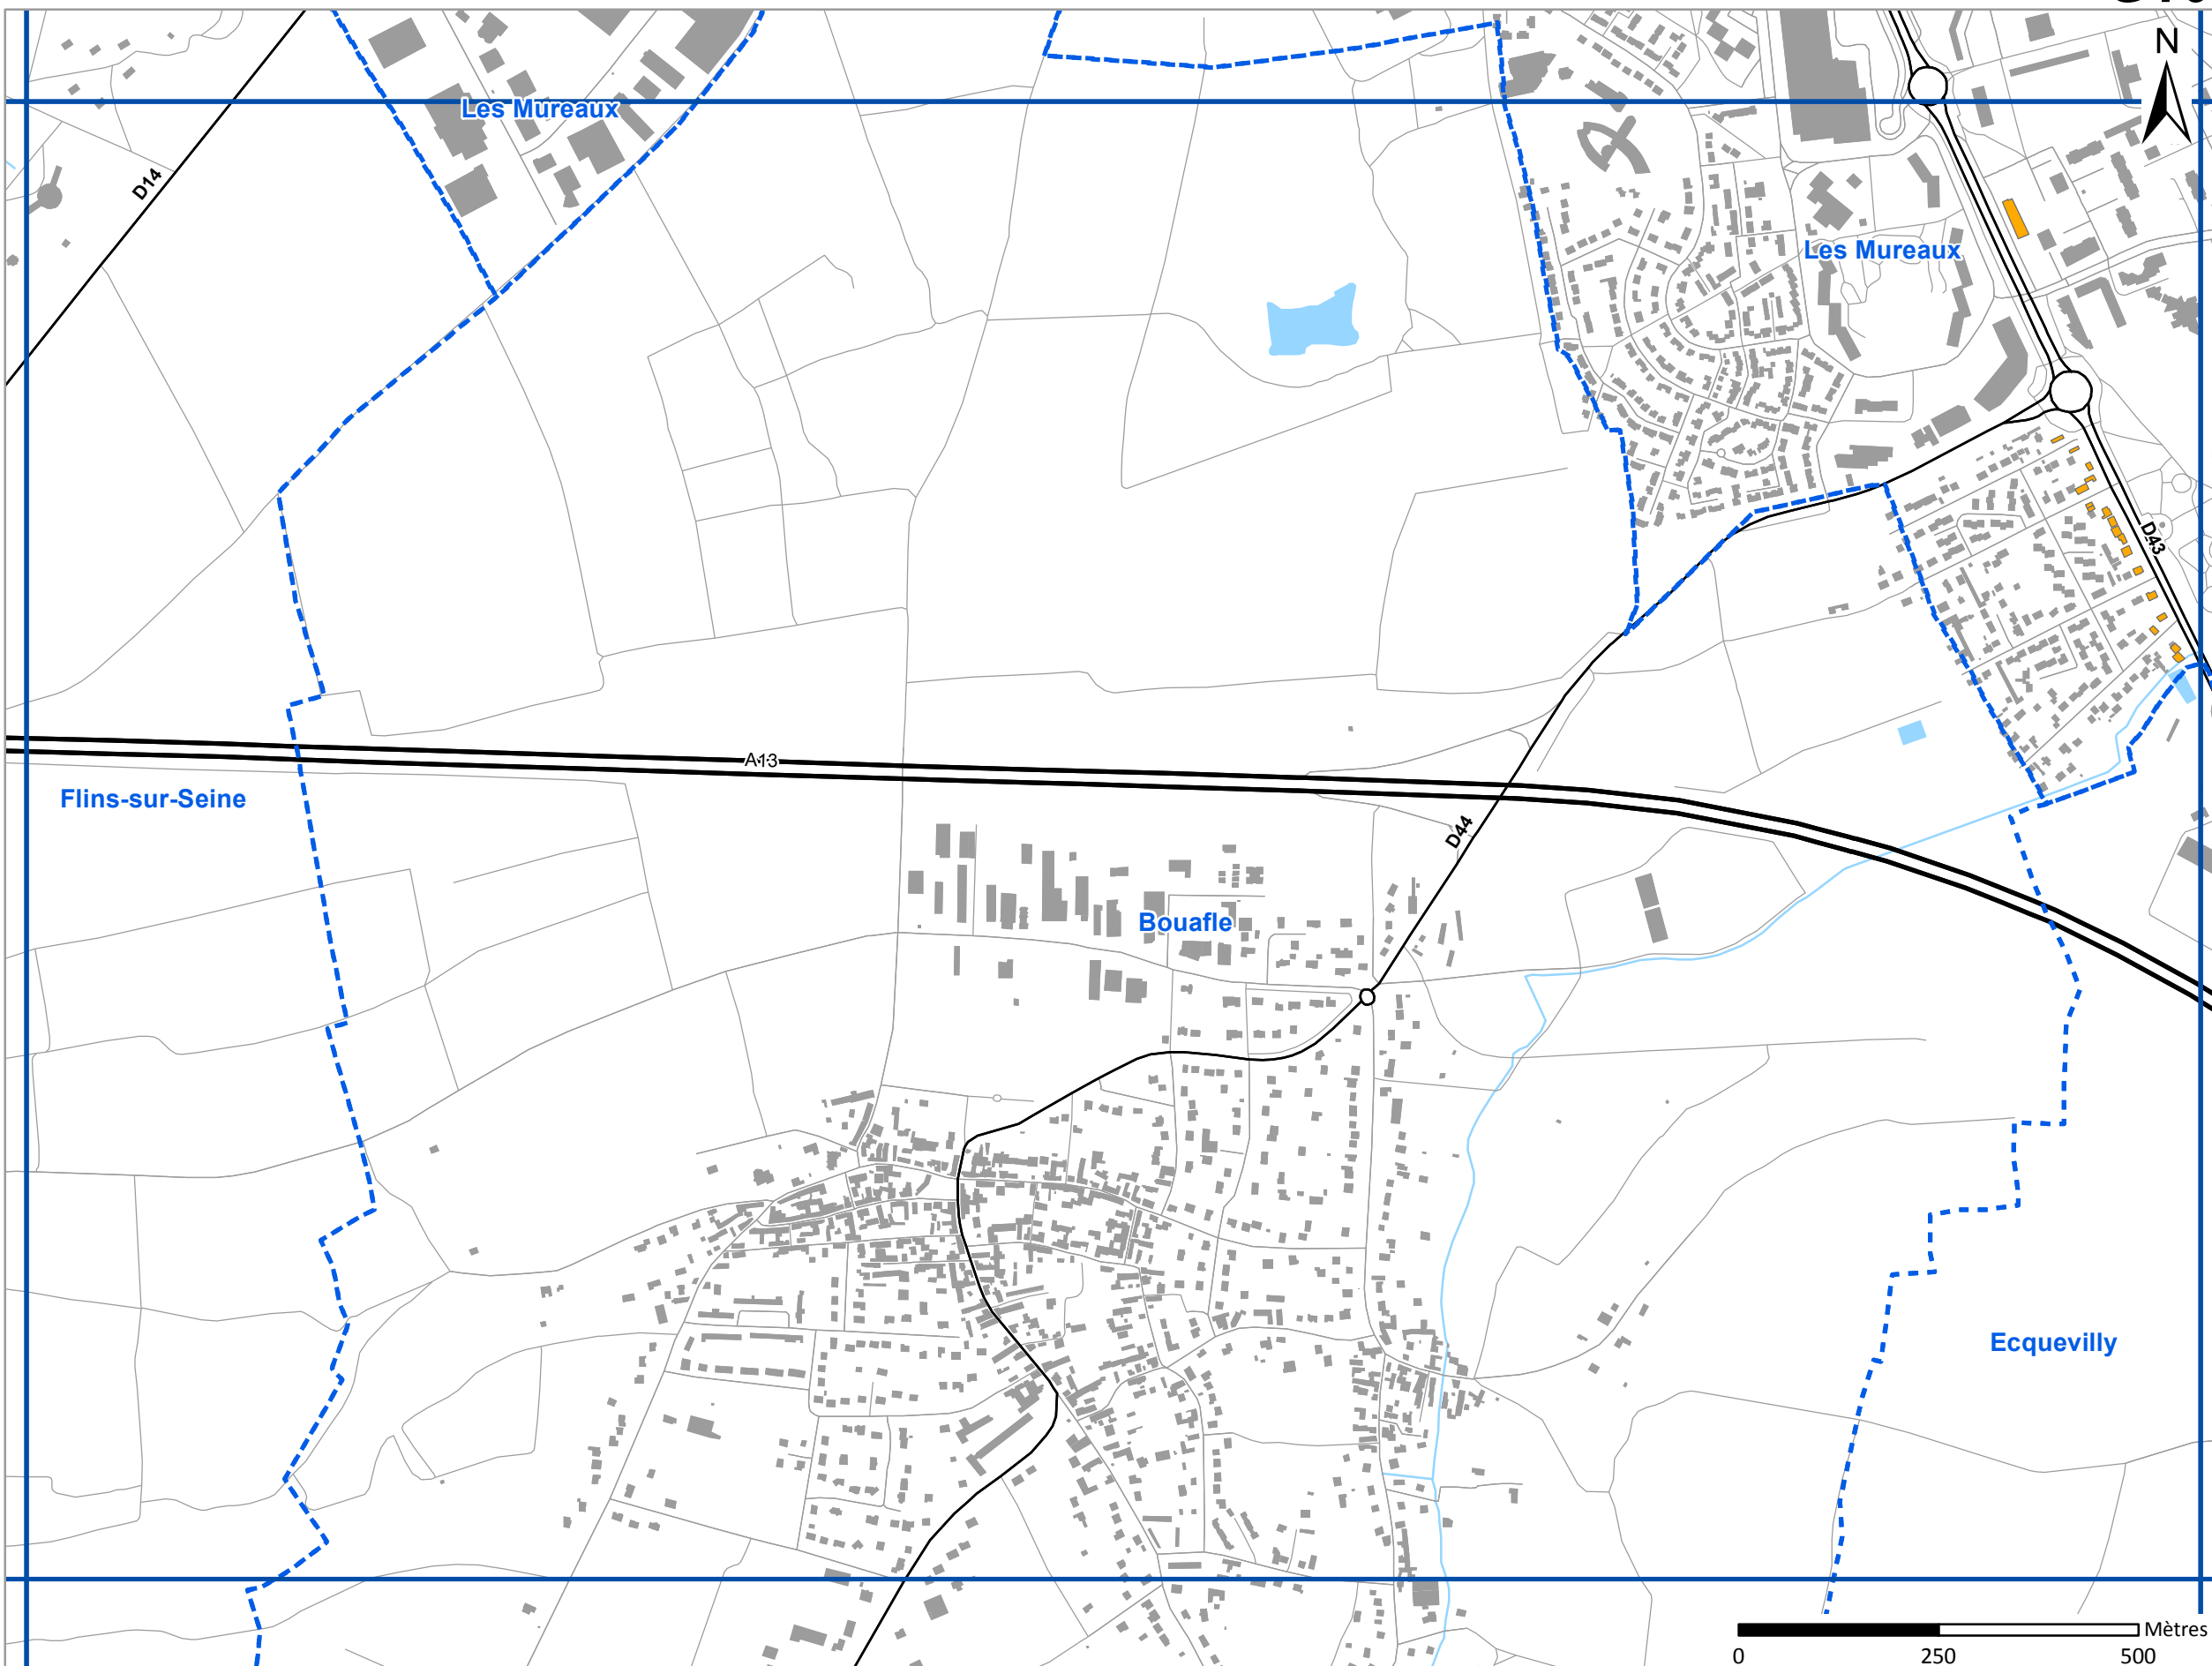 N
Les Mureaux
D14
Les Mureaux
D43
A13
Flins-sur-Seine
D44
Bouafle
Ecquevilly
Mètres
0 250 500